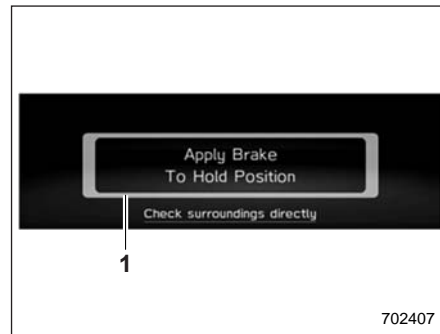 Apply Brake
To Hold Position
Check surroundings directly
1
702407